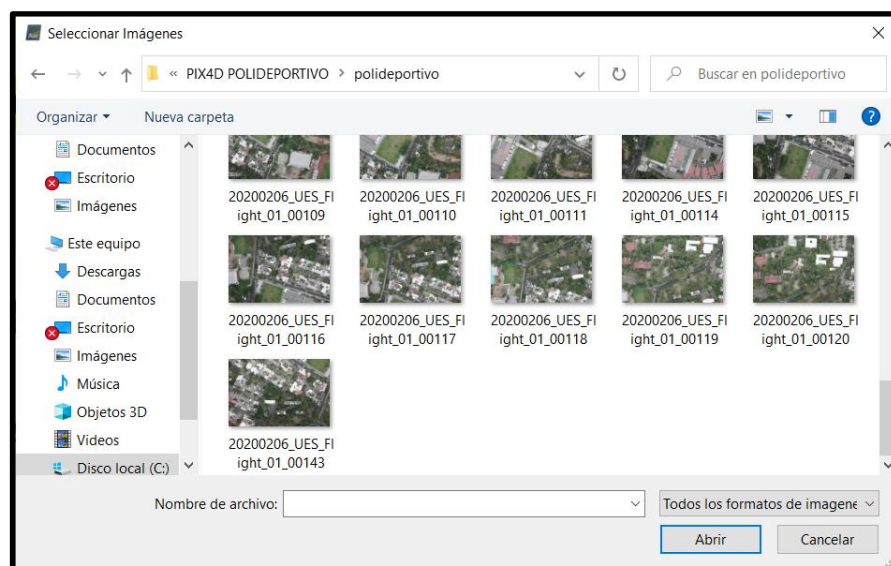 Seleccionar Imágenes
« PIX4D POLIDEPORTIVO > polideportivo
Buscar en polideportivo
Organizar
Nueva carpeta
Documentos
Escritorio
Imágenes
Este equipo
Descargas
Documentos
Escritorio
Imágenes
Música
Objetos 3D
Videos
Disco local (C:)
20200206_UES_Fl
ight_01_00109
20200206_UES_Fl
ight_01_00110
20200206_UES_Fl
ight_01_00111
20200206_UES_Fl
ight_01_00114
20200206_UES_Fl
ight_01_00115
20200206_UES_Fl
ight_01_00116
20200206_UES_Fl
ight_01_00117
20200206_UES_Fl
ight_01_00118
20200206_UES_Fl
ight_01_00119
20200206_UES_Fl
ight_01_00120
20200206_UES_Fl
ight_01_00143
Nombre de archivo:
Todos los formatos de imagene
Abrir
Cancelar